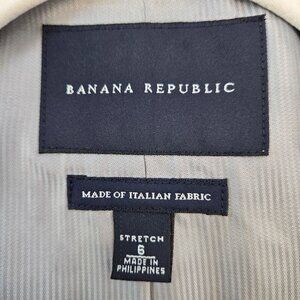 BANANA REPUBLIC
MADE OF ITALIAN FABRIC
STRETCH
6
MADE IN
PHILIPPINES